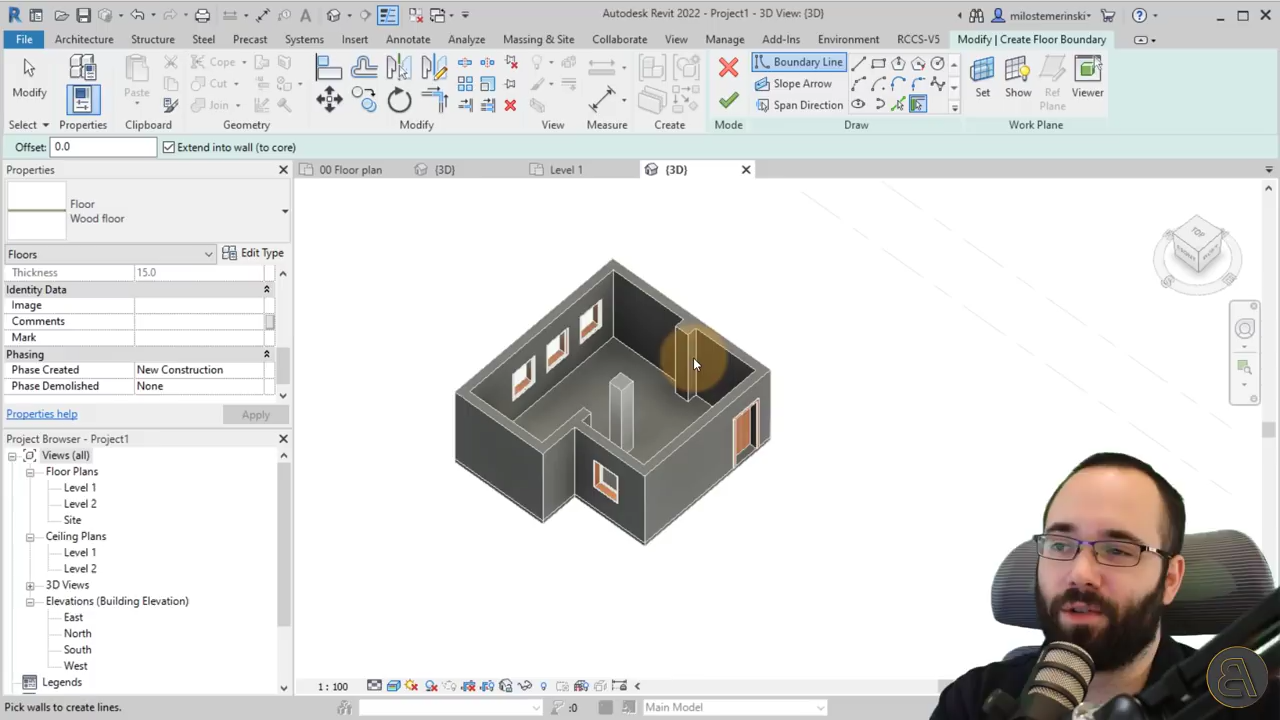 Autodesk Revit 2022 - Project1 - 3D View: {3D}
milostemerinski
File
Architecture
Structure
Steel
Precast
Systems
Insert
Annotate
Analyze
Massing & Site
Collaborate
View
Manage
Add-Ins
Environment
RCCS-V5
Modify | Create Floor Boundary
Modify
Paste
Cope
Cut
Join
Boundary Line
Slope Arrow
Span Direction
Set
Show
Ref
Plane
Viewer
Select
Properties
Clipboard
Geometry
Modify
View
Measure
Create
Mode
Draw
Work Plane
Offset: 0.0
Extend into wall (to core)
Properties
00 Floor plan
{3D}
Level 1
{3D}
Floor
Wood floor
Floors
Edit Type
Thickness 15.0
Identity Data
Image
Comments
Mark
Phasing
Phase Created New Construction
Phase Demolished None
Properties help
Apply
Project Browser - Project1
Views (all)
Floor Plans
Level 1
Level 2
Site
Ceiling Plans
Level 1
Level 2
3D Views
Elevations (Building Elevation)
East
North
South
West
Legends
TOP
1 : 100
Pick walls to create lines.
:0
Main Model